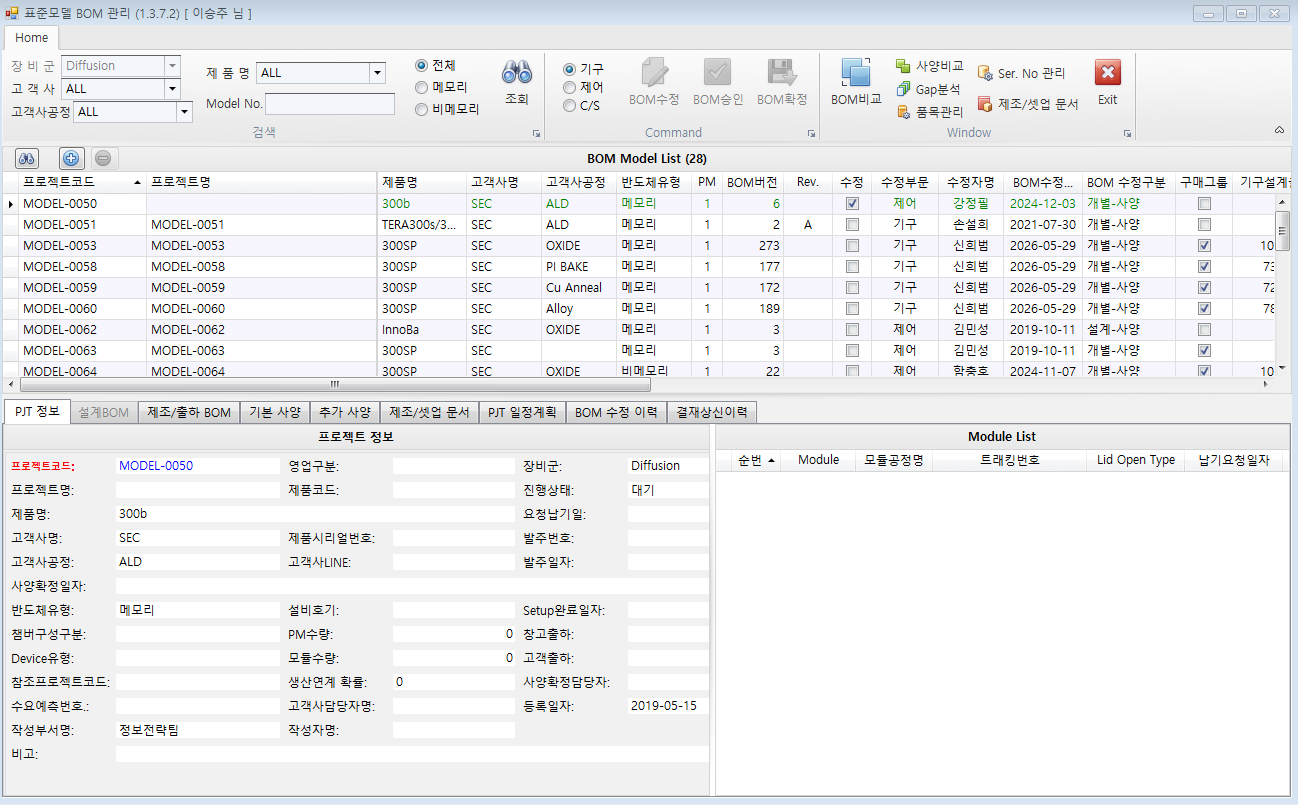 표준모델 BOM 관리 (1.3.7.2) [ 이승주 님 ]
Home
장 비 군 Diffusion 제 품 명 ALL 전체 기구 사양비교 Ser. No 관리
고 객 사 ALL 메모리 제어 Gap분석
고객사공정 ALL Model No. 비메모리 조회 C/S BOM수정 BOM승인 BOM확정 BOM비교 품목관리 제조/셋업 문서 Exit
검색 Command Window
BOM Model List (28)
프로젝트코드 프로젝트명 제품명 고객사명 고객사공정 반도체유형 PM BOM버전 Rev. 수정 수정부문 수정자명 BOM수정... BOM 수정구분 구매그룹
MODEL-0050 300b SEC ALD 메모리 1 6 제어 강정필 2024-12-03 개별-사양
MODEL-0051 MODEL-0051 TERA300s/3... SEC ALD 메모리 1 2 A 기구 손설희 2021-07-30 개별-사양
MODEL-0053 MODEL-0053 300SP SEC OXIDE 메모리 1 273 기구 신희범 2026-05-29 개별-사양 10
MODEL-0058 MODEL-0058 300SP SEC PI BAKE 메모리 1 177 기구 신희범 2026-05-29 개별-사양 73
MODEL-0059 MODEL-0059 300SP SEC Cu Anneal 메모리 1 172 기구 신희범 2026-05-29 개별-사양 72
MODEL-0060 MODEL-0060 300SP SEC Alloy 메모리 1 189 기구 신희범 2026-05-29 개별-사양 78
MODEL-0062 MODEL-0062 InnoBa SEC OXIDE 메모리 1 3 제어 김민성 2019-10-11 설계-사양
MODEL-0063 MODEL-0063 300SP SEC 메모리 1 3 제어 김민성 2019-10-11 개별-사양
MODEL-0064 MODEL-0064 300SP SEC OXIDE 비메모리 1 22 제어 함충호 2024-11-07 개별-사양 10
PJT 정보 설계BOM 제조/출하 BOM 기본 사양 추가 사양 제조/셋업 문서 PJT 일정계획 BOM 수정 이력 결재상신이력
프로젝트 정보
프로젝트코드: MODEL-0050 영업구분: 장비군: Diffusion
프로젝트명: 제품코드: 진행상태: 대기
제품명: 300b 요청납기일:
고객사명: SEC 제품시리얼번호: 발주번호:
고객사공정: ALD 고객사LINE: 발주일자:
사양확정일자:
반도체유형: 메모리 설비호기: Setup완료일자:
챔버구성구분: PM수량: 0 창고출하:
Device유형: 모듈수량: 0 고객출하:
참조프로젝트코드: 생산연계 확률: 0 사양확정담당자:
수요예측번호.: 고객사담당자명: 등록일자: 2019-05-15
작성부서명: 정보전략팀 작성자명:
비고:
Module List
순번 Module 모듈공정명 트래킹번호 Lid Open Type 납기요청일자